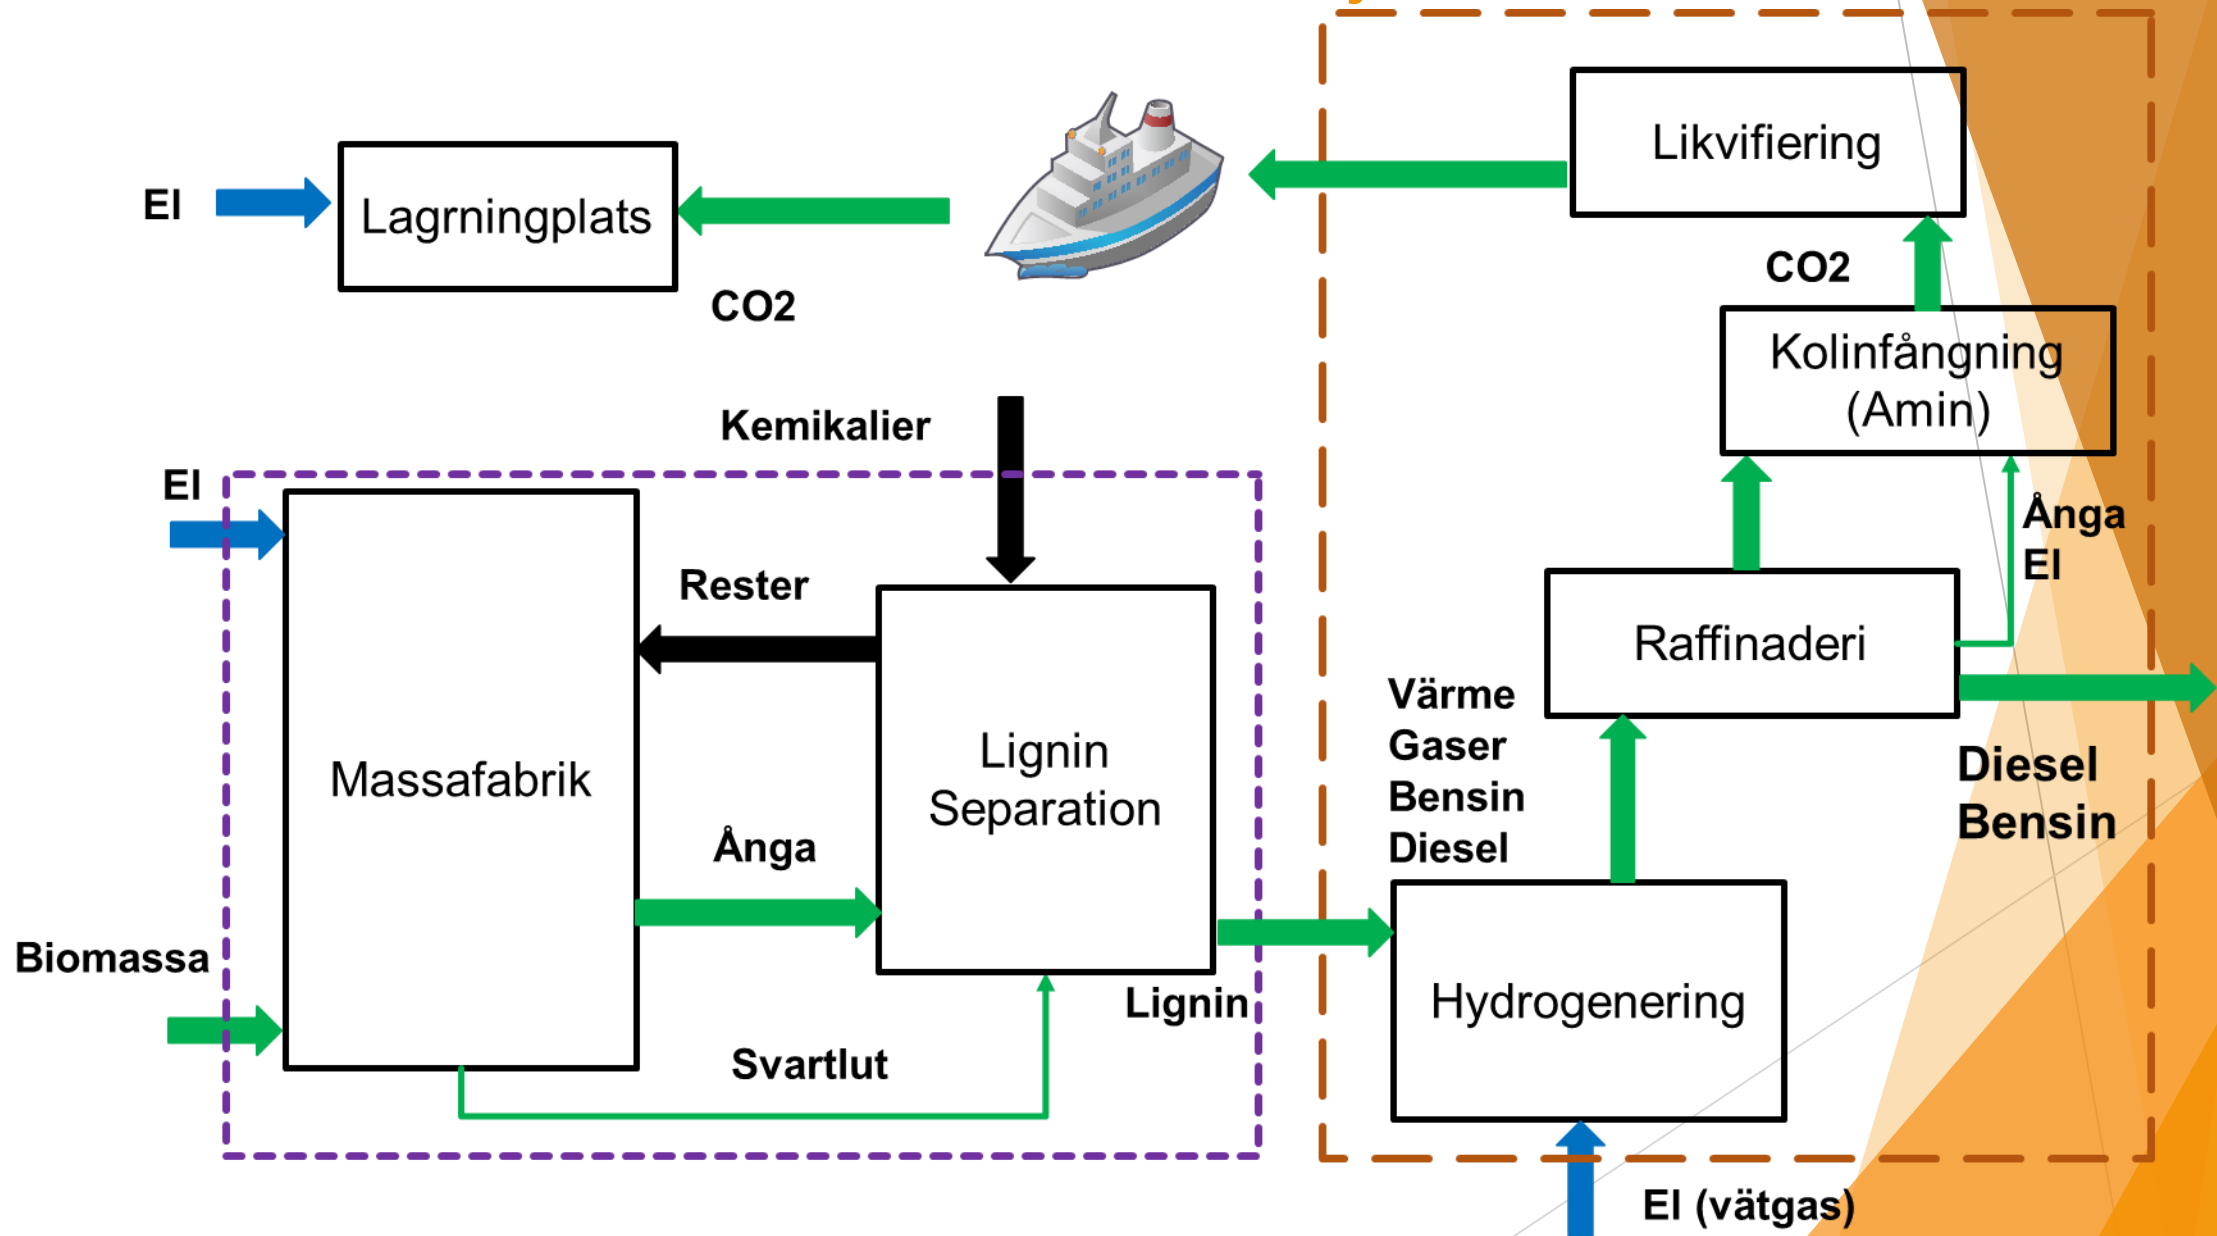 Likvifiering
El
Lagrningplats
CO2
CO2
Kolinfångning
(Amin)
Kemikalier
El
Ånga
El
Rester
Raffinaderi
Massafabrik
Lignin
Separation
Värme
Gaser
Bensin
Diesel
Diesel
Bensin
Ånga
Biomassa
Lignin
Hydrogenering
Svartlut
El (vätgas)